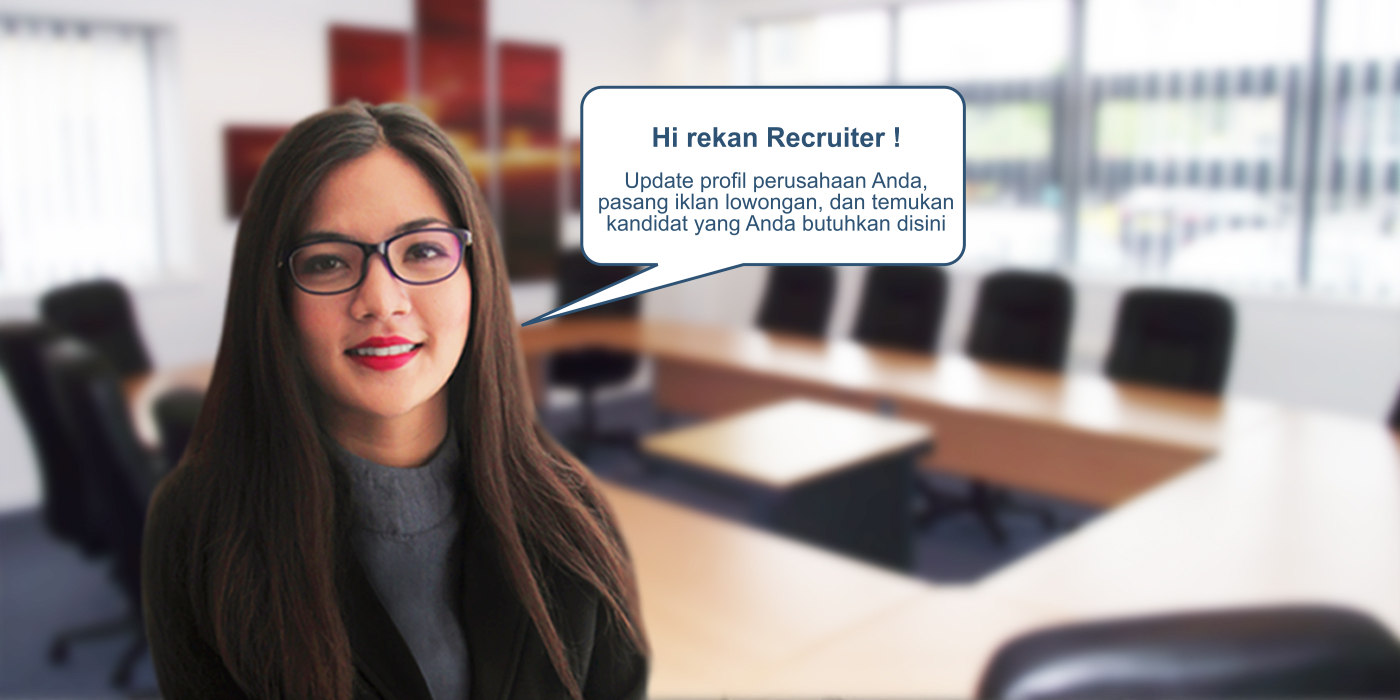 Hi rekan Recruiter !
Update profil perusahaan Anda,
pasang iklan lowongan, dan temukan
kandidat yang Anda butuhkan disini